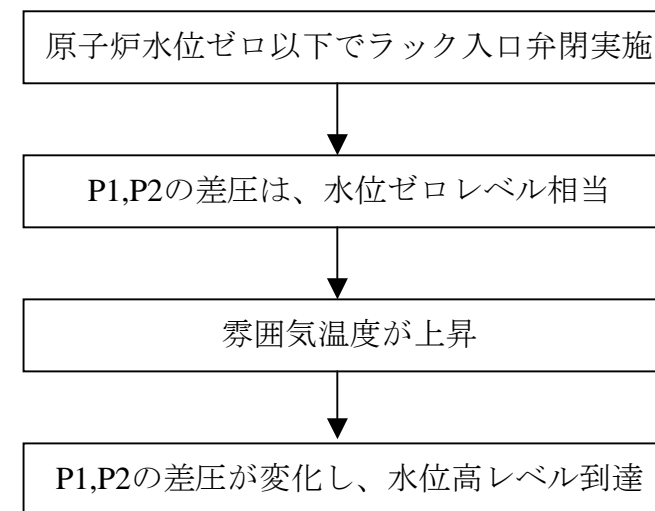 原子炉水位ゼロ以下でラック入口弁閉実施
P1,P2の差圧は、水位ゼロレベル相当
雰囲気温度が上昇
P1,P2の差圧が変化し、水位高レベル到達